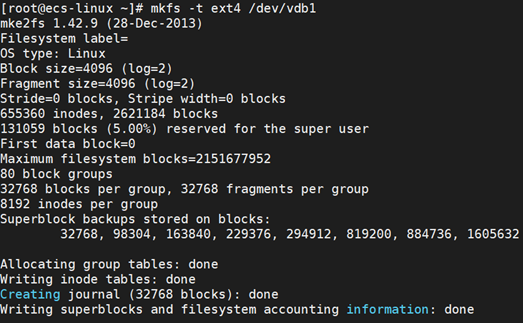 [root@ecs-linux ~]# mkfs -t ext4 /dev/vdb1
mke2fs 1.42.9 (28-Dec-2013)
Filesystem label=
OS type: Linux
Block size=4096 (log=2)
Fragment size=4096 (log=2)
Stride=0 blocks, Stripe width=0 blocks
655360 inodes, 2621184 blocks
131059 blocks (5.00%) reserved for the super user
First data block=0
Maximum filesystem blocks=2151677952
80 block groups
32768 blocks per group, 32768 fragments per group
8192 inodes per group
Superblock backups stored on blocks:
        32768, 98304, 163840, 229376, 294912, 819200, 884736, 1605632

Allocating group tables: done
Writing inode tables: done
Creating journal (32768 blocks): done
Writing superblocks and filesystem accounting information: done